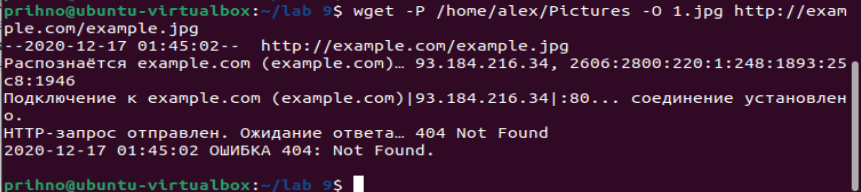 prihno@ubuntu-virtualbox:~/lab 9$ wget -P /home/alex/Pictures -O 1.jpg http://exam
ple.com/example.jpg
--2020-12-17 01:45:02--  http://example.com/example.jpg
Распознаётся example.com (example.com)… 93.184.216.34, 2606:2800:220:1:248:1893:25
c8:1946
Подключение к example.com (example.com)|93.184.216.34|:80... соединение установлен
о.
HTTP-запрос отправлен. Ожидание ответа… 404 Not Found
2020-12-17 01:45:02 ОШИБКА 404: Not Found.
prihno@ubuntu-virtualbox:~/lab 9$